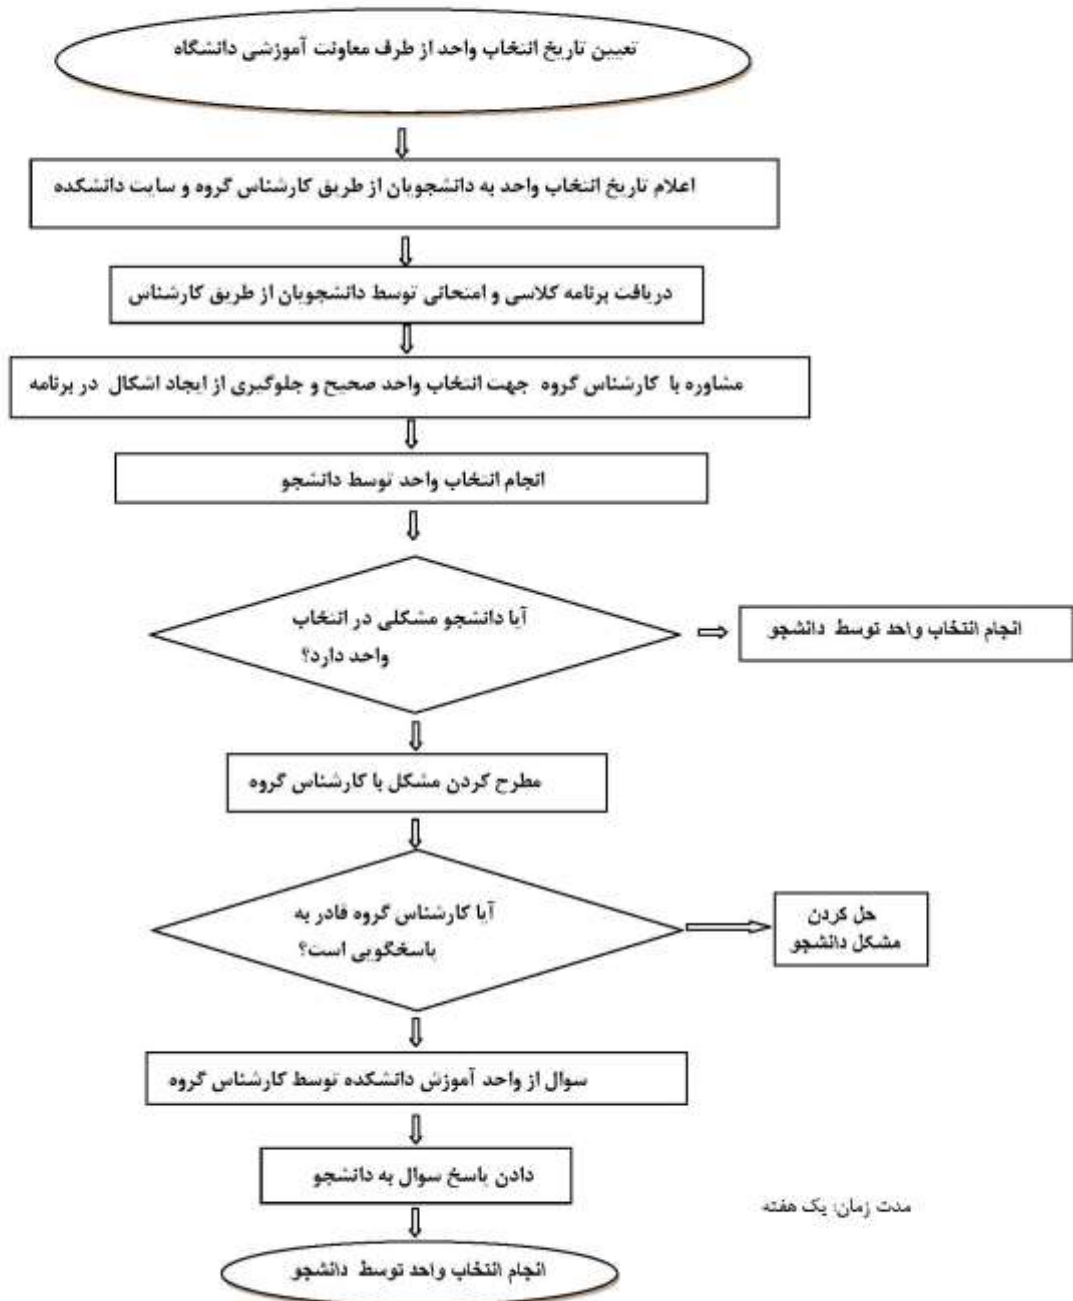 تعیین تاریخ انتخاب واحد از طرف معاونت آموزشی دانشگاه
اعلام تاریخ انتخاب واحد به دانشجویان از طریق کارشناس گروه و سایت دانشکده
دریافت برنامه کلاسی و امتحانی توسط دانشجویان از طریق کارشناس
مشاوره با کارشناس گروه جهت انتخاب واحد صحیح و جلوگیری از ایجاد اشکال در برنامه
انجام انتخاب واحد توسط دانشجو
آیا دانشجو مشکلی در انتخاب
واحد دارد؟
انجام انتخاب واحد توسط دانشجو
مطرح کردن مشکل با کارشناس گروه
آیا کارشناس گروه قادر به
پاسخگویی است؟
حل کردن
مشکل دانشجو
سوال از واحد آموزش دانشکده توسط کارشناس گروه
دادن پاسخ سوال به دانشجو
مدت زمان: یک هفته
انجام انتخاب واحد توسط دانشجو